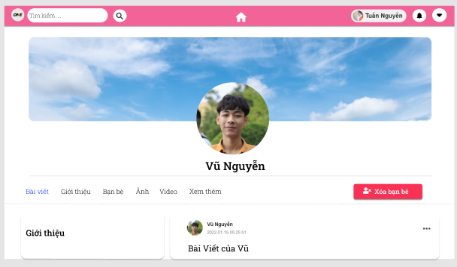 Tìm kiếm ...
Tuấn Nguyễn
Vũ Nguyễn
Bài viết Giới thiệu Bạn bè Ảnh Video Xem thêm
Xóa bạn bè
Giới thiệu
Vũ Nguyễn
Bài Viết của Vũ